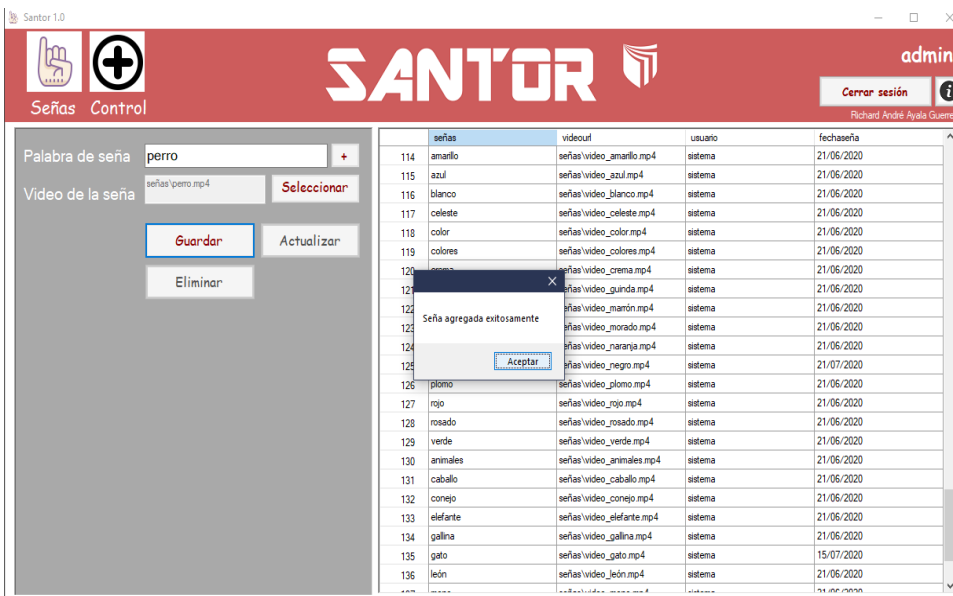 Santor 1.0
SANTOR
admin
Señas Control
Cerrar sesión
i
Richard André Ayala
Palabra de seña perro +
Video de la seña señas\perro.mp4 Seleccionar
Guardar Actualizar
Eliminar
señas videourl usuario fechaseña
114 amarillo señas\video_amarillo.mp4 sistema 21/06/2020
115 azul señas\video_azul.mp4 sistema 21/06/2020
116 blanco señas\video_blanco.mp4 sistema 21/06/2020
117 celeste señas\video_celeste.mp4 sistema 21/06/2020
118 color señas\video_color.mp4 sistema 21/06/2020
119 colores señas\video_colores.mp4 sistema 21/06/2020
120 señas\video_crema.mp4 sistema 21/06/2020
121 señas\video_guinda.mp4 sistema 21/06/2020
122 señas\video_marrón.mp4 sistema 21/06/2020
123 señas\video_morado.mp4 sistema 21/06/2020
124 señas\video_naranja.mp4 sistema 21/06/2020
125 señas\video_negro.mp4 sistema 21/07/2020
126 plomo señas\video_plomo.mp4 sistema 21/06/2020
127 rojo señas\video_rojo.mp4 sistema 21/06/2020
128 rosado señas\video_rosado.mp4 sistema 21/06/2020
129 verde señas\video_verde.mp4 sistema 21/06/2020
130 animales señas\video_animales.mp4 sistema 21/06/2020
131 caballo señas\video_caballo.mp4 sistema 21/06/2020
132 conejo señas\video_conejo.mp4 sistema 21/06/2020
133 elefante señas\video_elefante.mp4 sistema 21/06/2020
134 gallina señas\video_gallina.mp4 sistema 21/06/2020
135 gato señas\video_gato.mp4 sistema 15/07/2020
136 león señas\video_león.mp4 sistema 21/06/2020
Seña agregada exitosamente
Aceptar